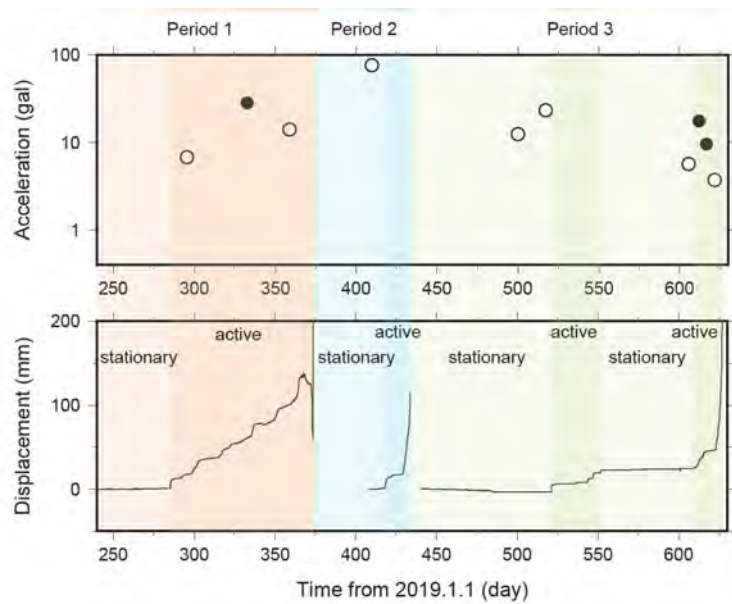 Period 1 Period 2 Period 3
Acceleration (gal)
100
10
1
250 300 350 400 450 500 550 600
Displacement (mm)
200
100
0
active active active active
stationary stationary stationary stationary
250 300 350 400 450 500 550 600
Time from 2019.1.1 (day)